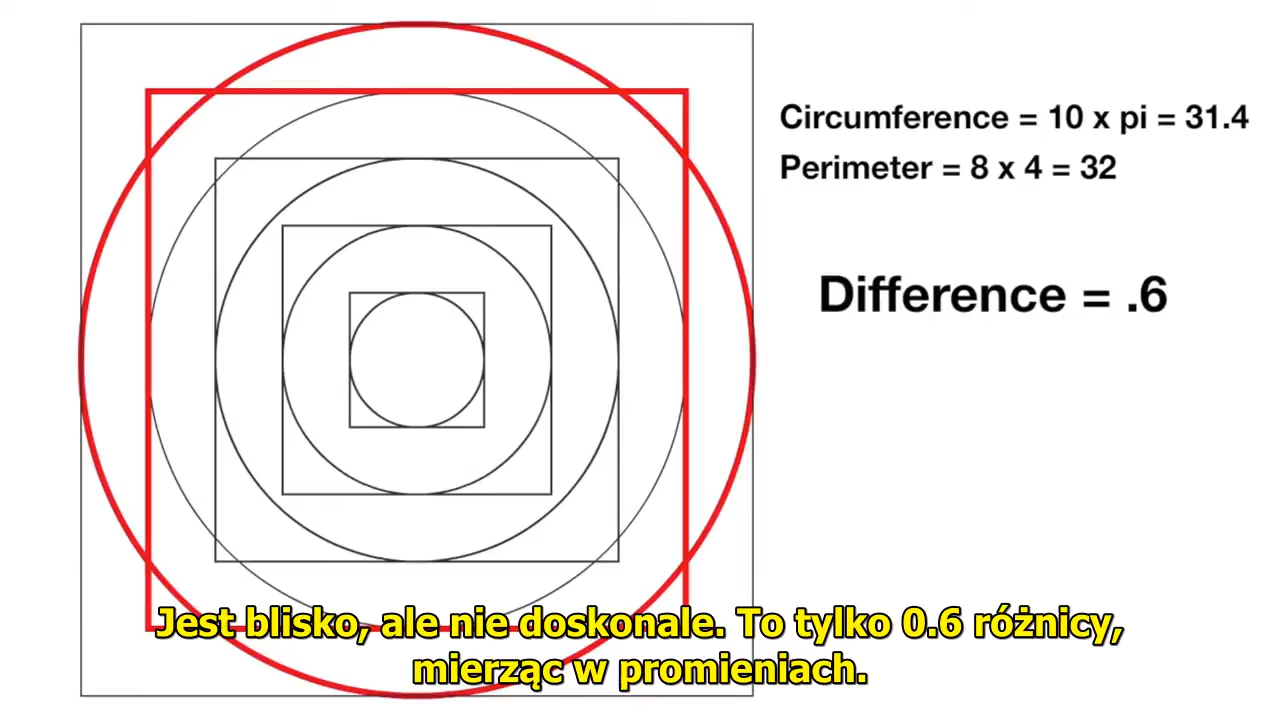 Circumference = 10 x pi = 31.4
Perimeter = 8 x 4 = 32
Difference = .6
Jest blisko, ale nie doskonale. To tylko 0.6 różnicy,
mierząc w promieniach.